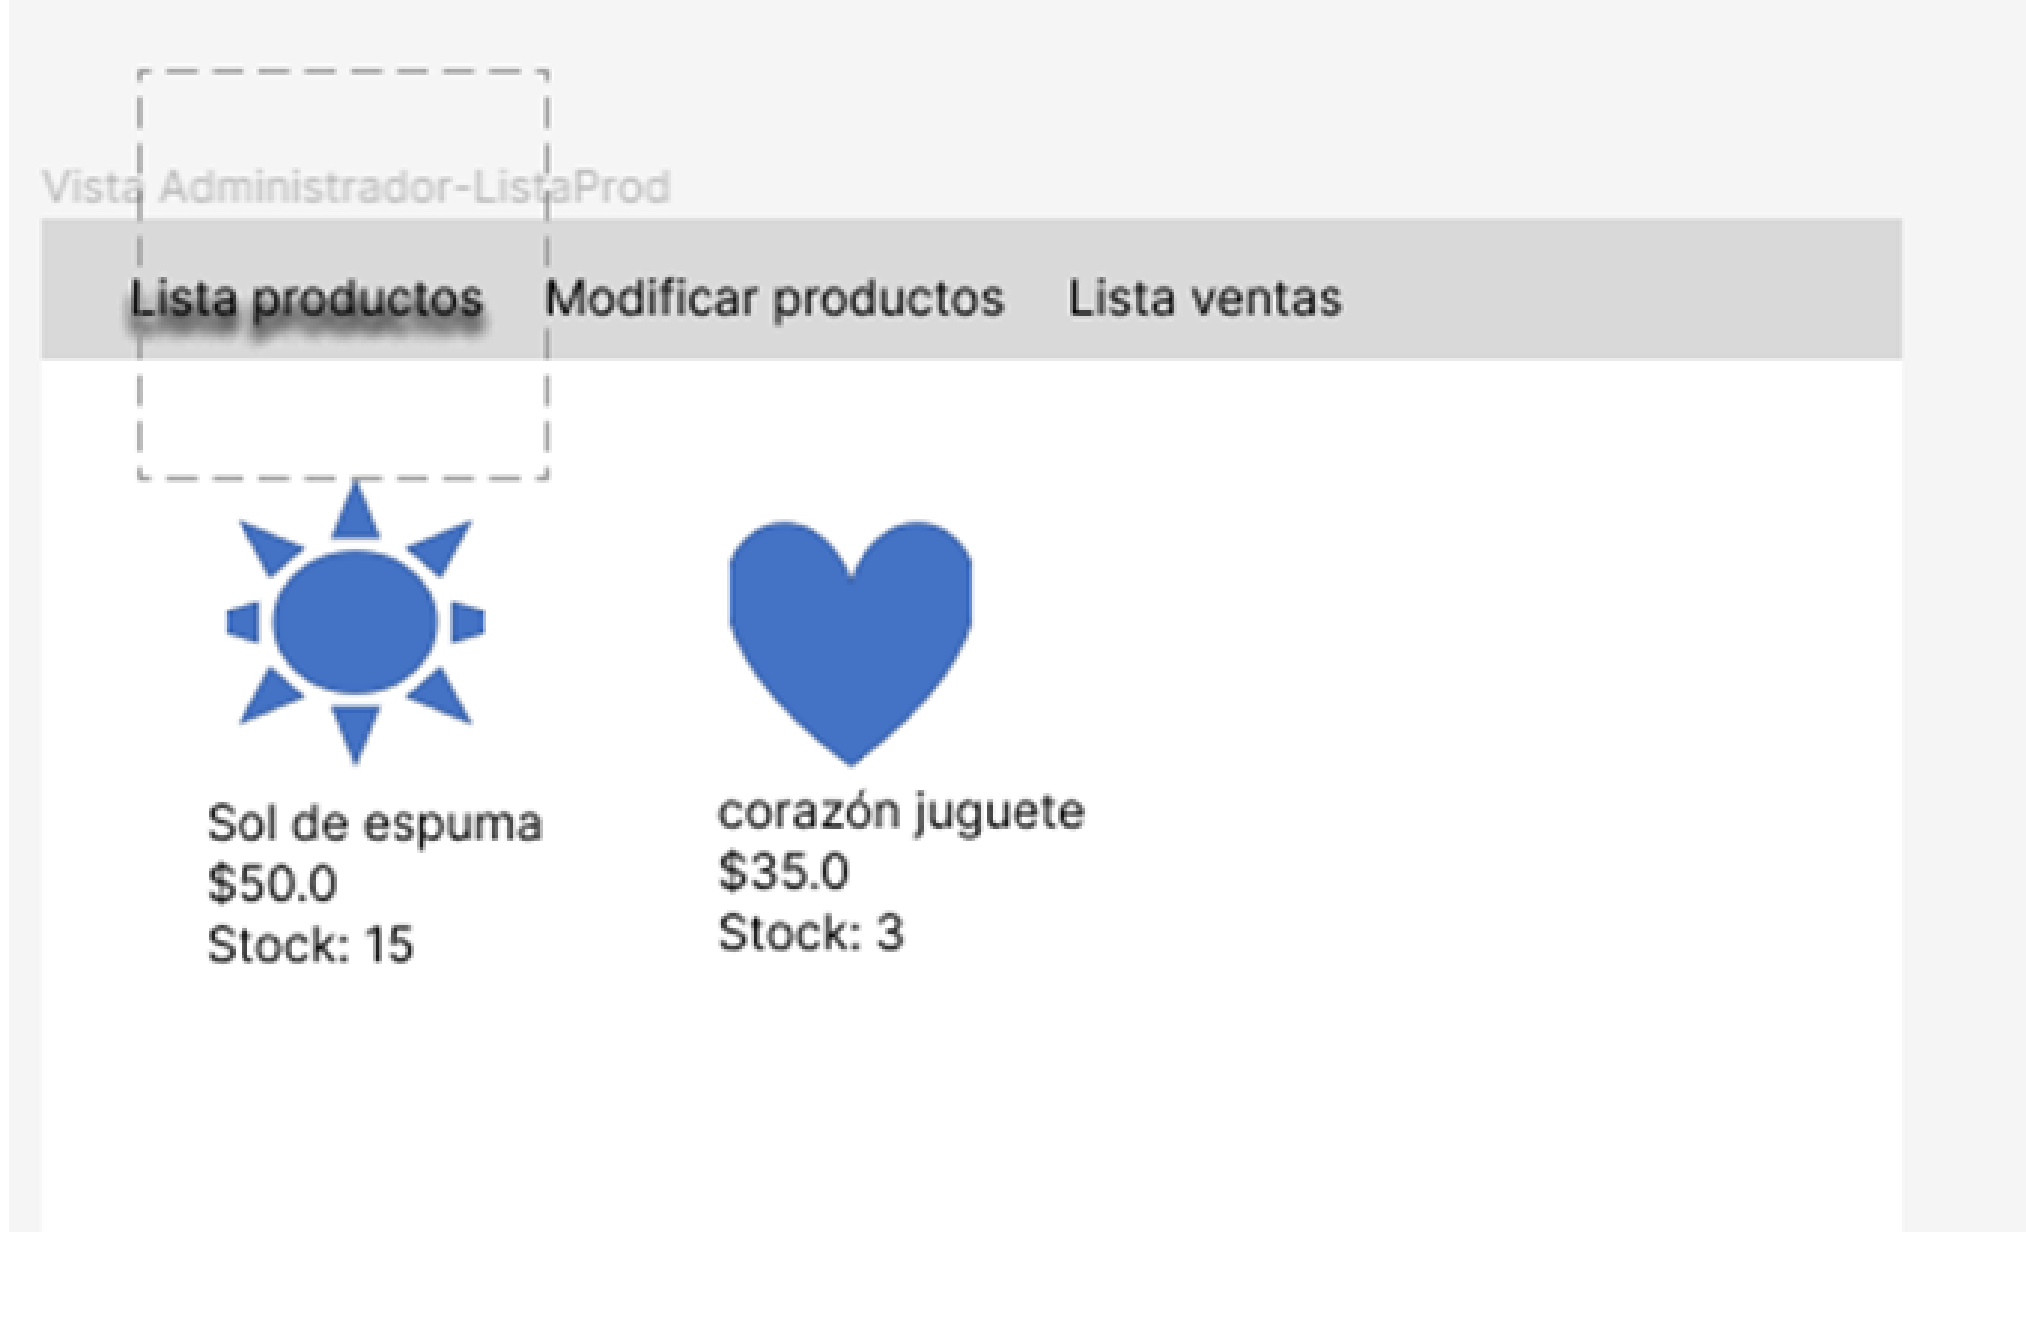 Vista Administrador-ListaProd
Lista productos Modificar productos Lista ventas
Sol de espuma
$50.0
Stock: 15
corazón juguete
$35.0
Stock: 3